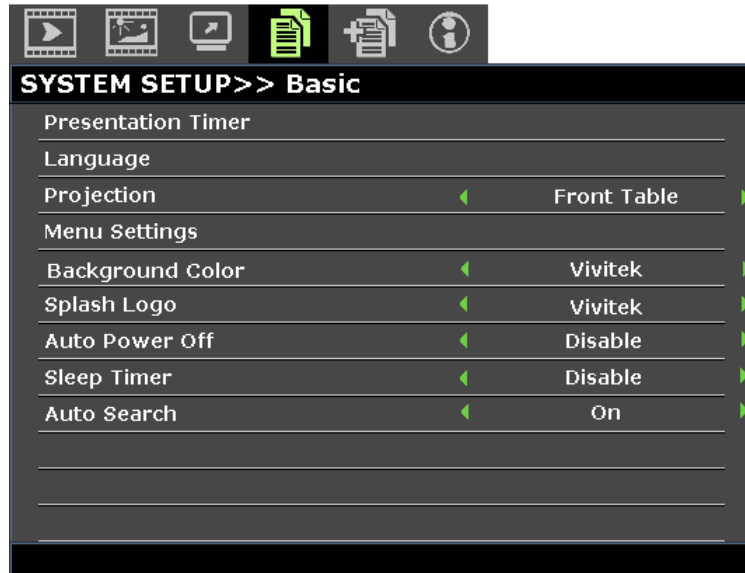 SYSTEM SETUP>> Basic
Presentation Timer
Language
Projection Front Table
Menu Settings
Background Color Vivitek
Splash Logo Vivitek
Auto Power Off Disable
Sleep Timer Disable
Auto Search On